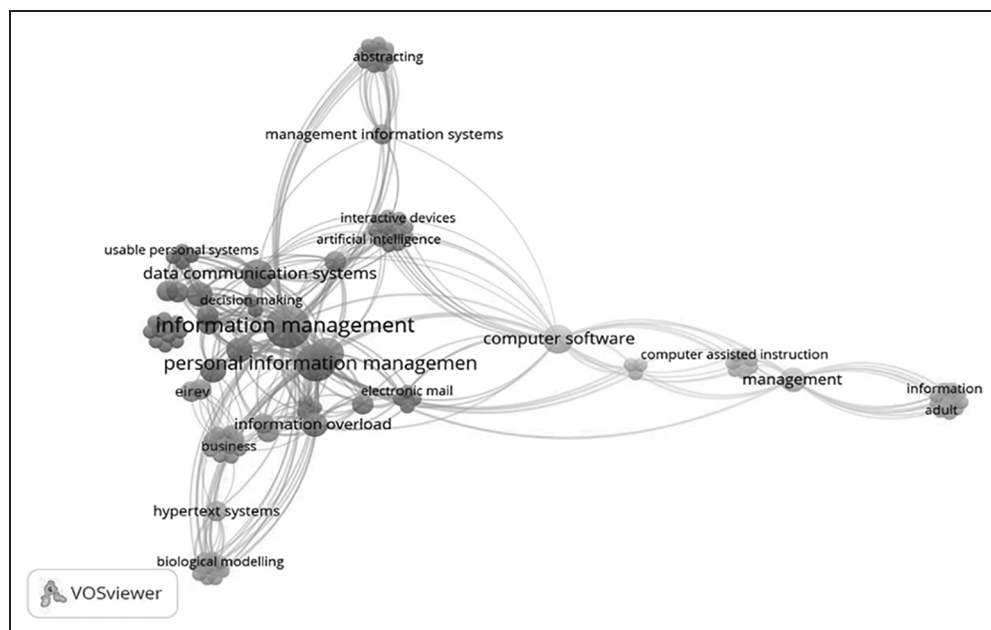 abstracting
management information systems
interactive devices
artificial intelligence
usable personal systems
data communication systems
decision making
information management
computer software
computer assisted instruction
personal information managemen
management
eirev
electronic mail
information
adult
information overload
business
hypertext systems
biological modelling
VOSviewer